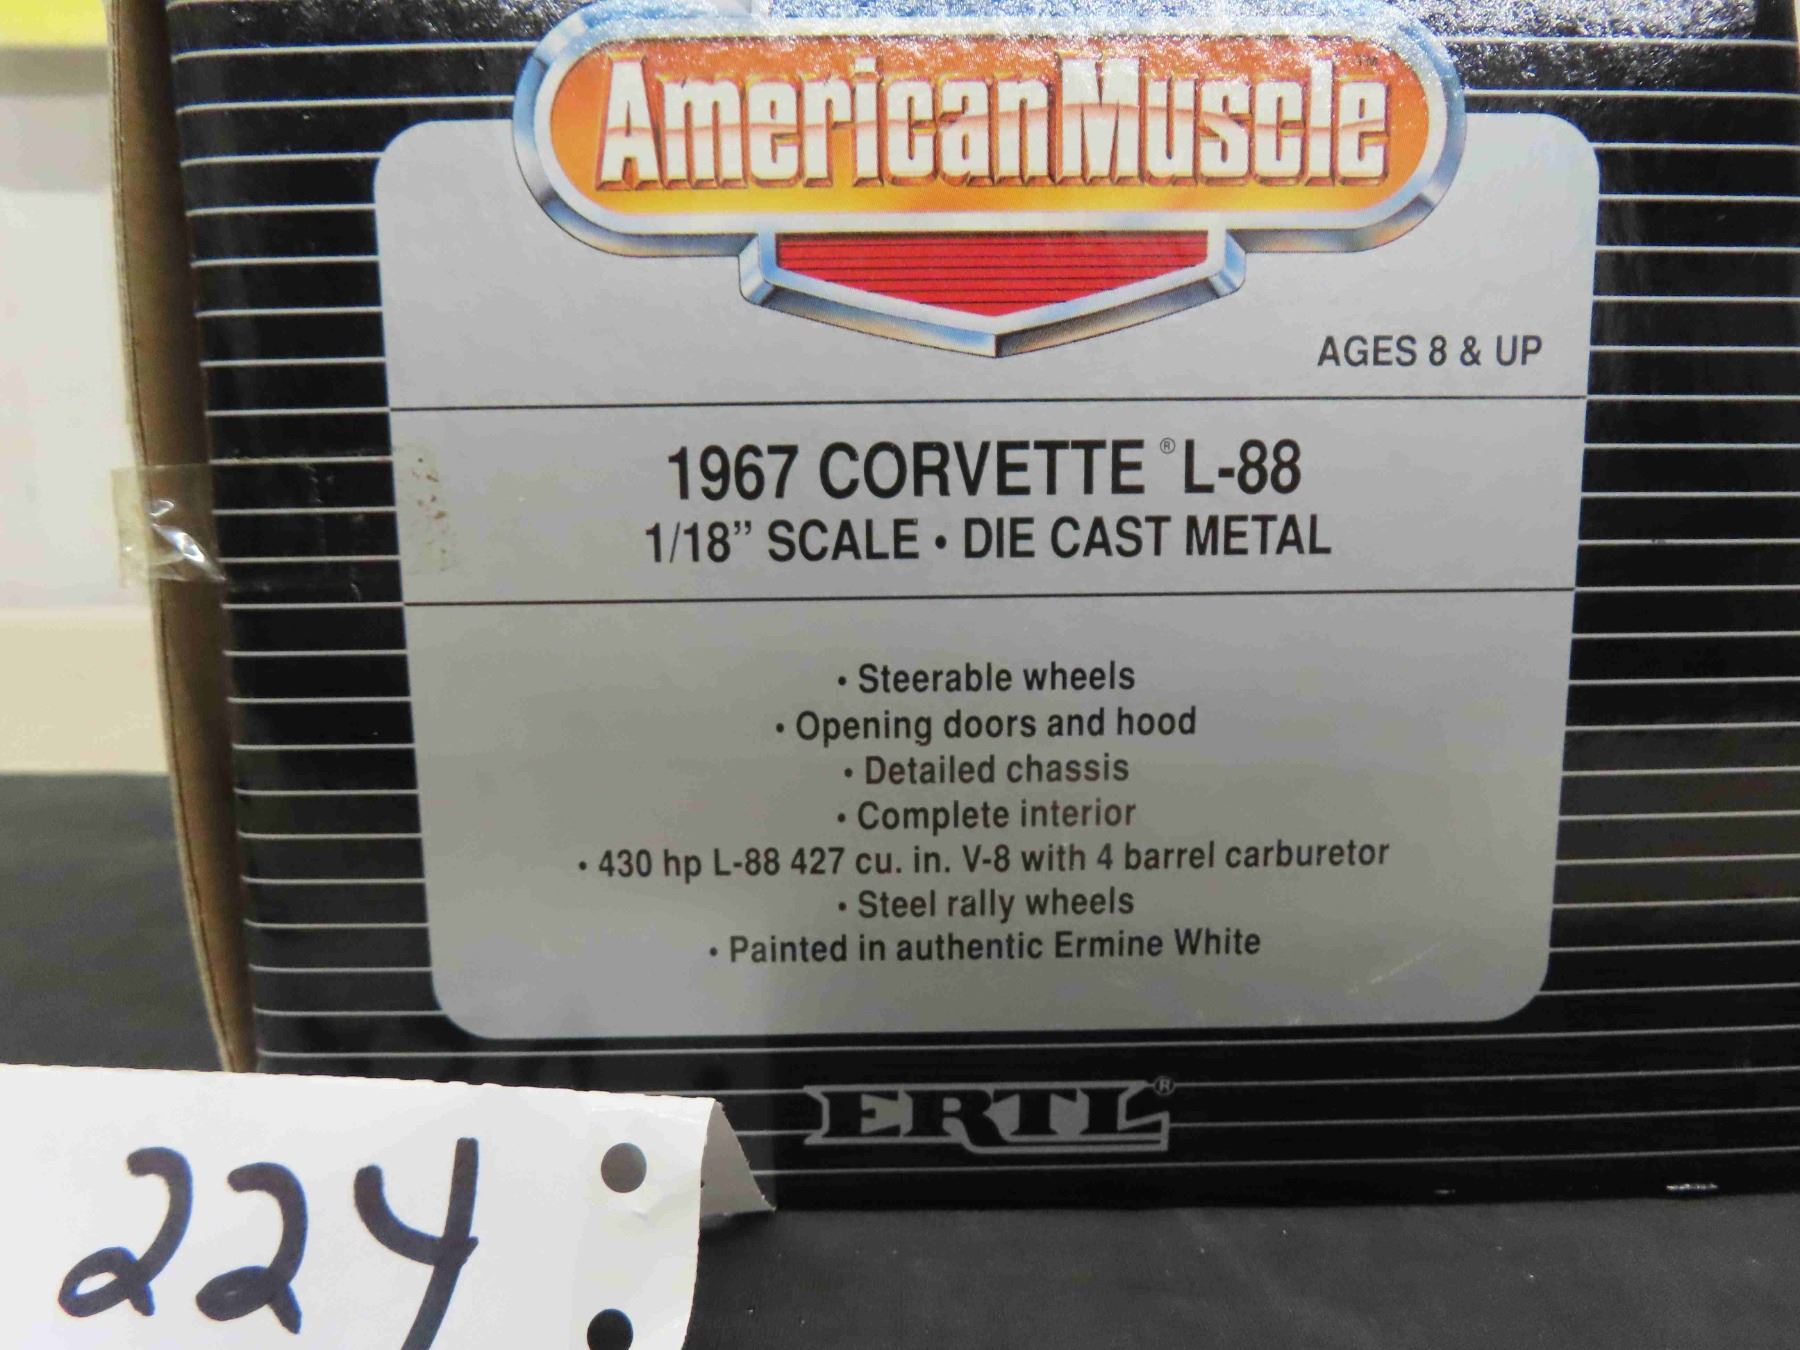 AmericanMuscle™
AGES 8 & UP
1967 CORVETTE® L-88
1/18” SCALE • DIE CAST METAL
• Steerable wheels
• Opening doors and hood
• Detailed chassis
• Complete interior
• 430 hp L-88 427 cu. in. V-8 with 4 barrel carburetor
• Steel rally wheels
• Painted in authentic Ermine White
ERTL®
224